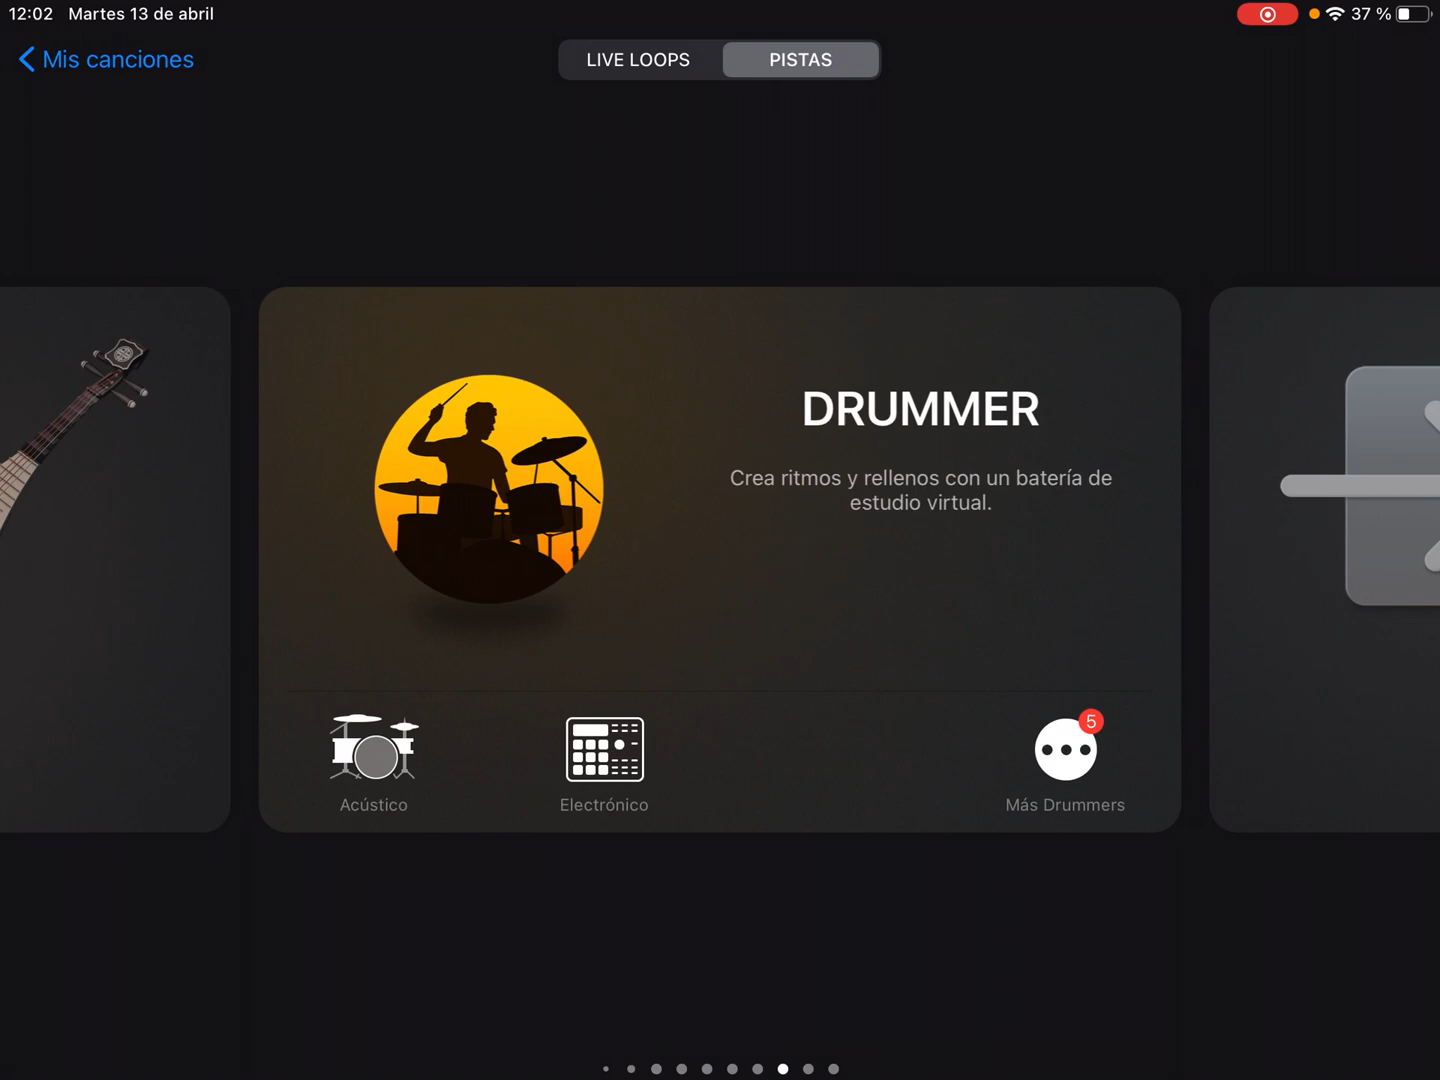 12:02 Martes 13 de abril
37 %
Mis canciones
LIVE LOOPS
PISTAS
DRUMMER
Crea ritmos y rellenos con un batería de
estudio virtual.
5
Acústico
Electrónico
Más Drummers